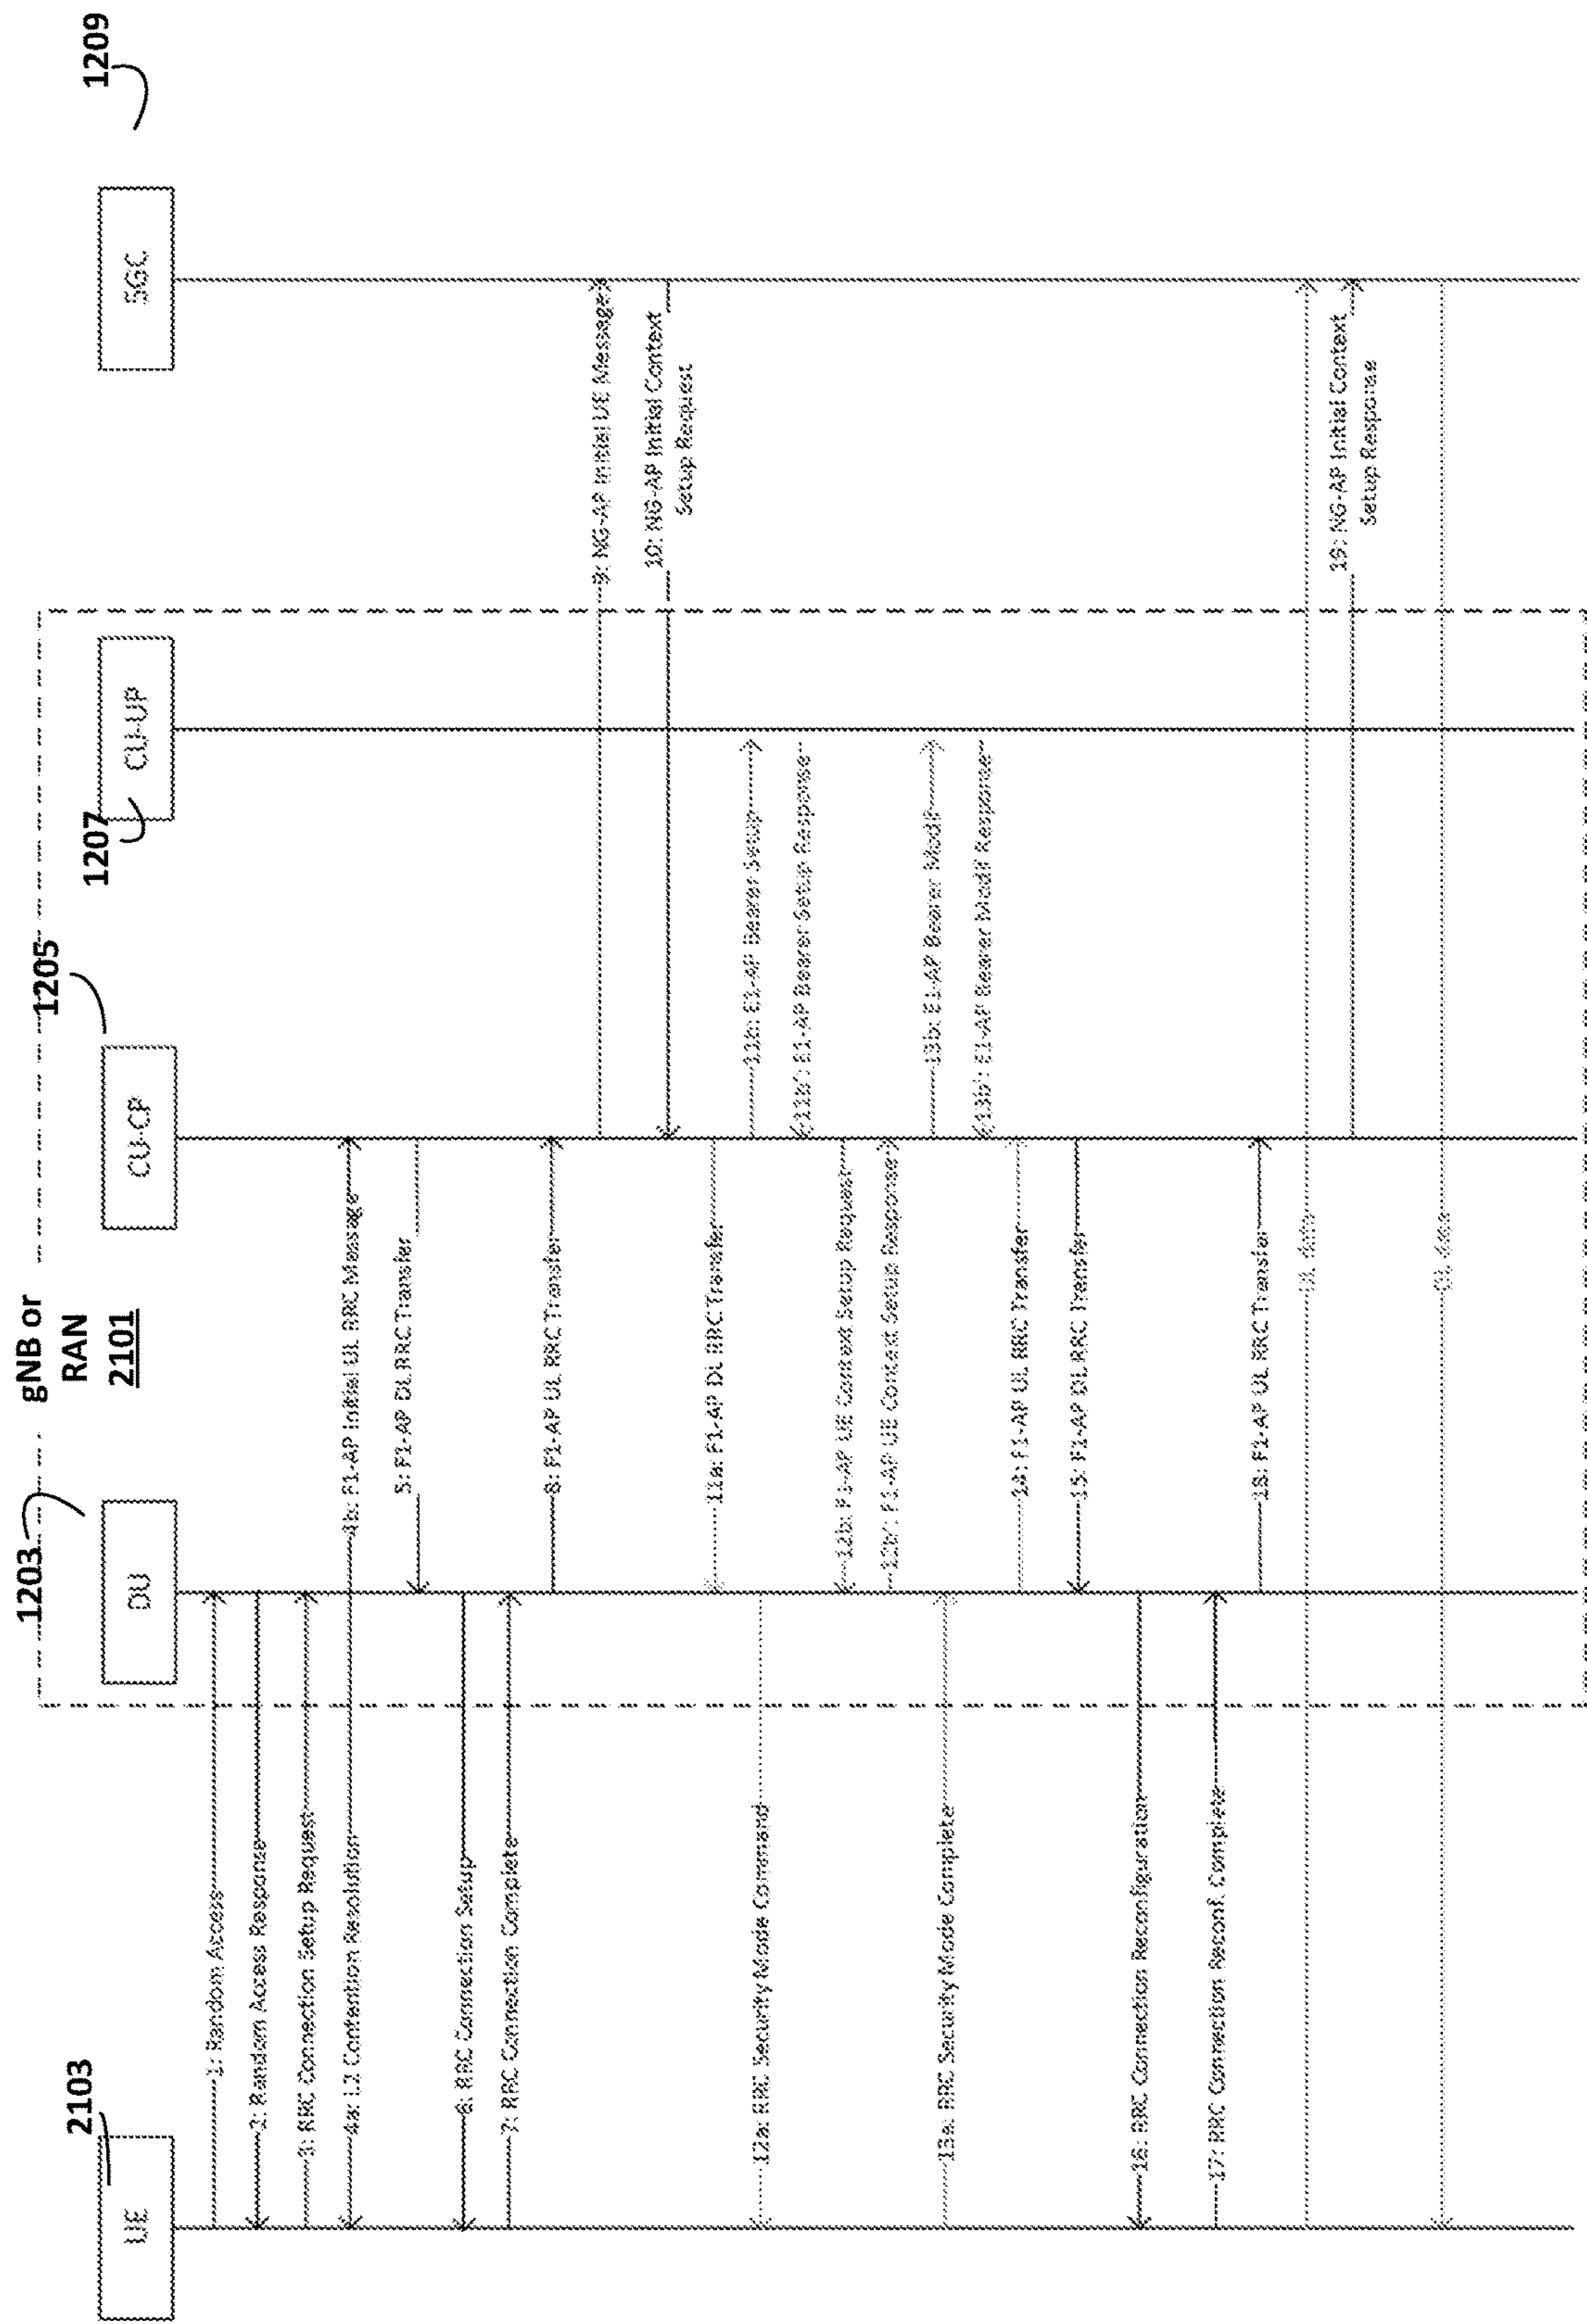 gNB or
RAN
2101
2103
1203
1205
1207
1209
UE
DU
CU-CP
CU-UP
5GC
1: Random Access
2: Random Access Response
3: RRC Connection Setup Request
4a: L2 Contention Resolution
4b: F1-AP Initial UL RRC Message
5: F1-AP DL RRC Transfer
6: RRC Connection Setup
7: RRC Connection Complete
8: F1-AP UL RRC Transfer
9: NG-AP Initial UE Message
10: NG-AP Initial Context
Setup Request
11a: F1-AP DL RRC Transfer
11b: E1-AP Bearer Setup
11b': E1-AP Bearer Setup Response
12a: RRC Security Mode Command
12b: F1-AP UE Context Setup Request
12b': F1-AP UE Context Setup Response
13a: RRC Security Mode Complete
13b: E1-AP Bearer Modif
13b': E1-AP Bearer Modif Response
14: F1-AP UL RRC Transfer
15: F1-AP DL RRC Transfer
16: RRC Connection Reconfiguration
17: RRC Connection Reconf. Complete
18: F1-AP UL RRC Transfer
UL data
19: NG-AP Initial Context
Setup Response
DL data